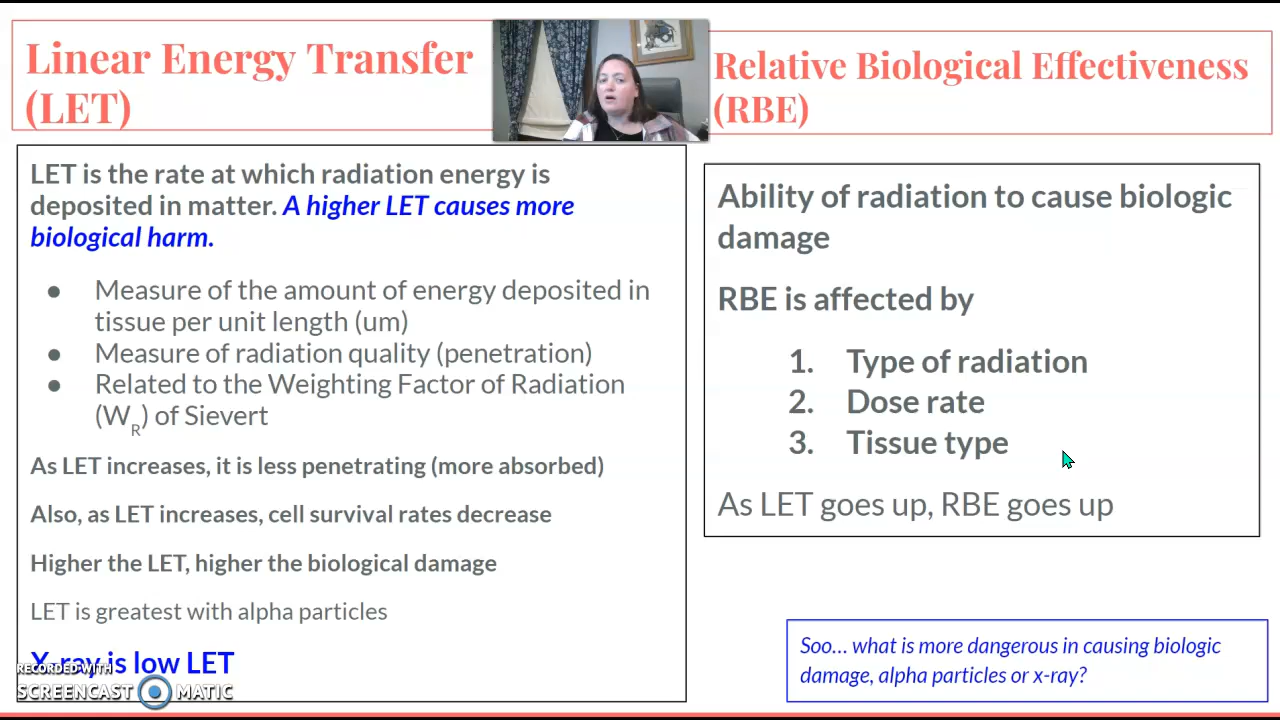 Linear Energy Transfer
(LET)
Relative Biological Effectiveness
(RBE)
LET is the rate at which radiation energy is
deposited in matter. A higher LET causes more
biological harm.
● Measure of the amount of energy deposited in
tissue per unit length (um)
● Measure of radiation quality (penetration)
● Related to the Weighting Factor of Radiation
(WR) of Sievert
As LET increases, it is less penetrating (more absorbed)
Also, as LET increases, cell survival rates decrease
Higher the LET, higher the biological damage
LET is greatest with alpha particles
X-ray is low LET
RECORDED WITH
SCREENCAST MATIC
Ability of radiation to cause biologic
damage
RBE is affected by
1. Type of radiation
2. Dose rate
3. Tissue type
As LET goes up, RBE goes up
Soo... what is more dangerous in causing biologic
damage, alpha particles or x-ray?